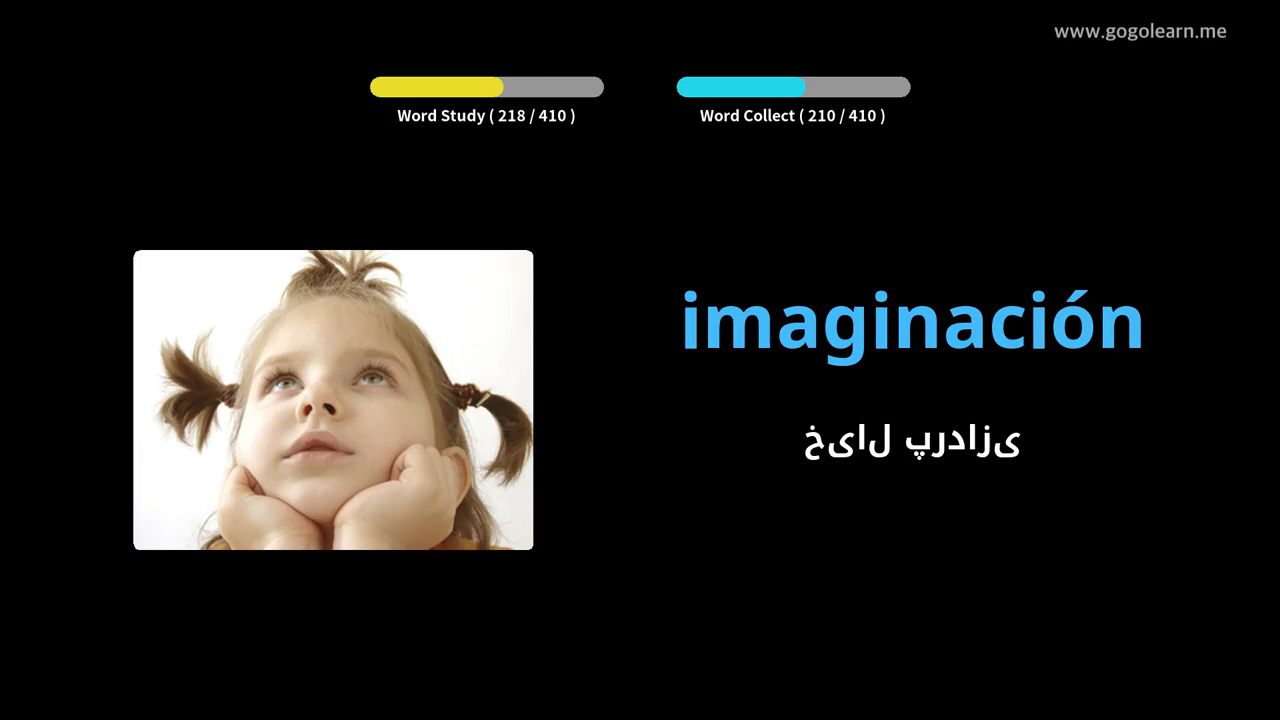 www.gogolearn.me
Word Study ( 218 / 410 )
Word Collect ( 210 / 410 )
imaginación
خیال پردازی